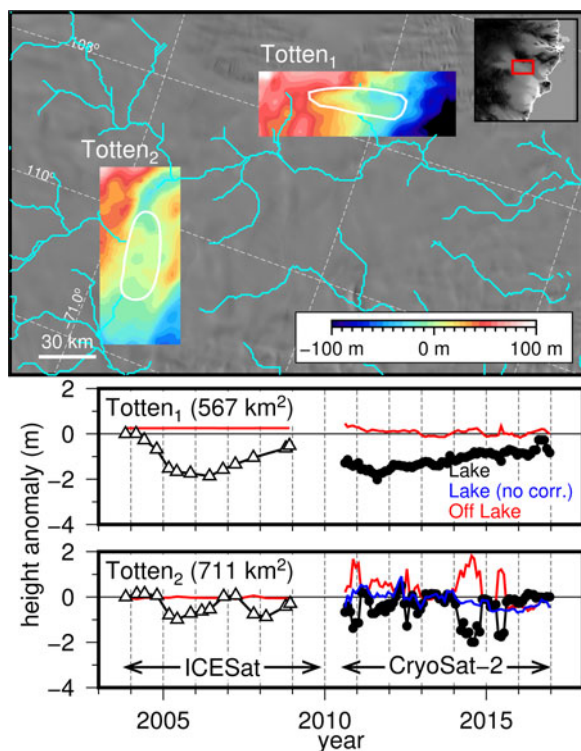 103°
Totten1
Totten2
110°
-71.0°
30 km
-100 m 0 m 100 m
2
0
-2
-4
Totten1 (567 km2)
Lake
Lake (no corr.)
Off Lake
height anomaly (m)
2
0
-2
-4
Totten2 (711 km2)
ICESat
CryoSat-2
2005 2010 2015
year